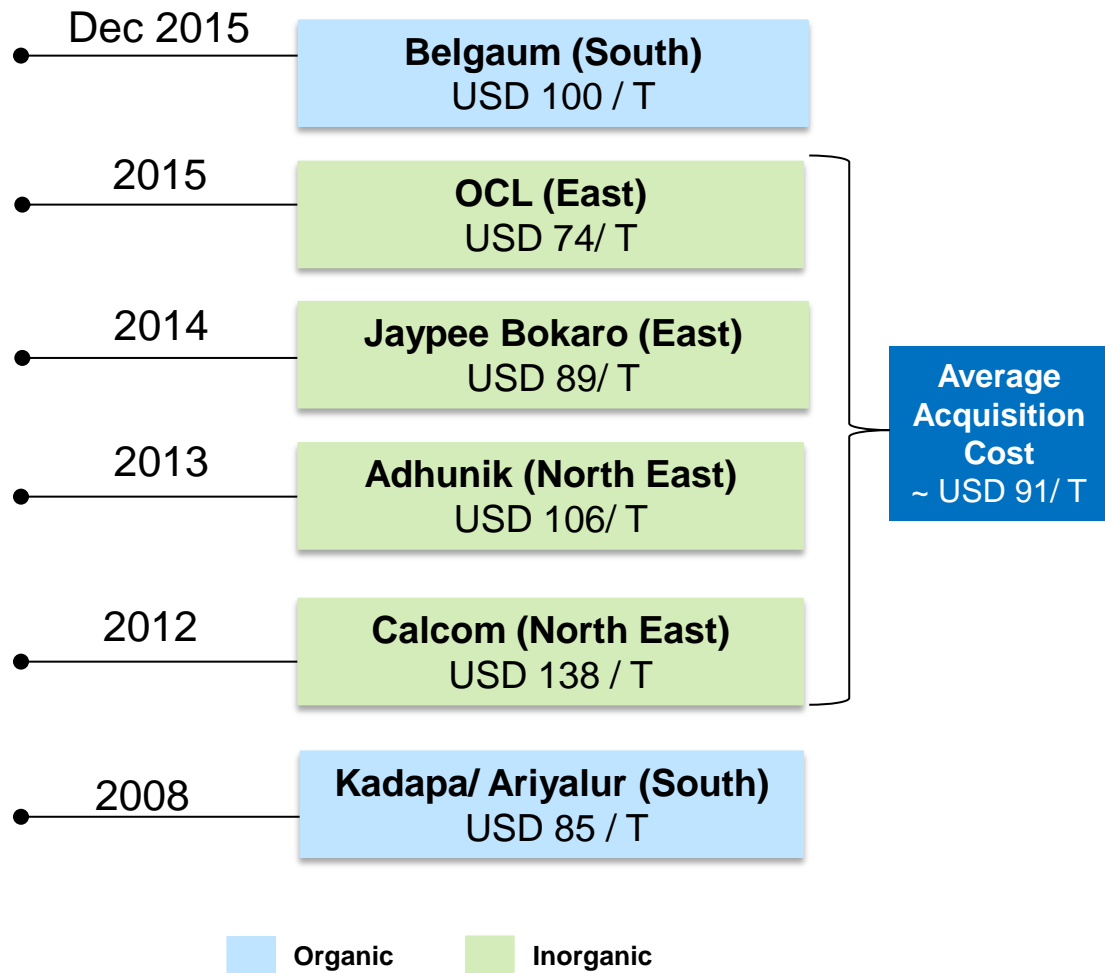 Dec 2015
Belgaum (South)
USD 100 / T
2015
OCL (East)
USD 74/ T
2014
Jaypee Bokaro (East)
USD 89/ T
2013
Adhunik (North East)
USD 106/ T
2012
Calcom (North East)
USD 138 / T
2008
Kadapa/ Ariyalur (South)
USD 85 / T
Average
Acquisition
Cost
~ USD 91/ T
Organic
Inorganic